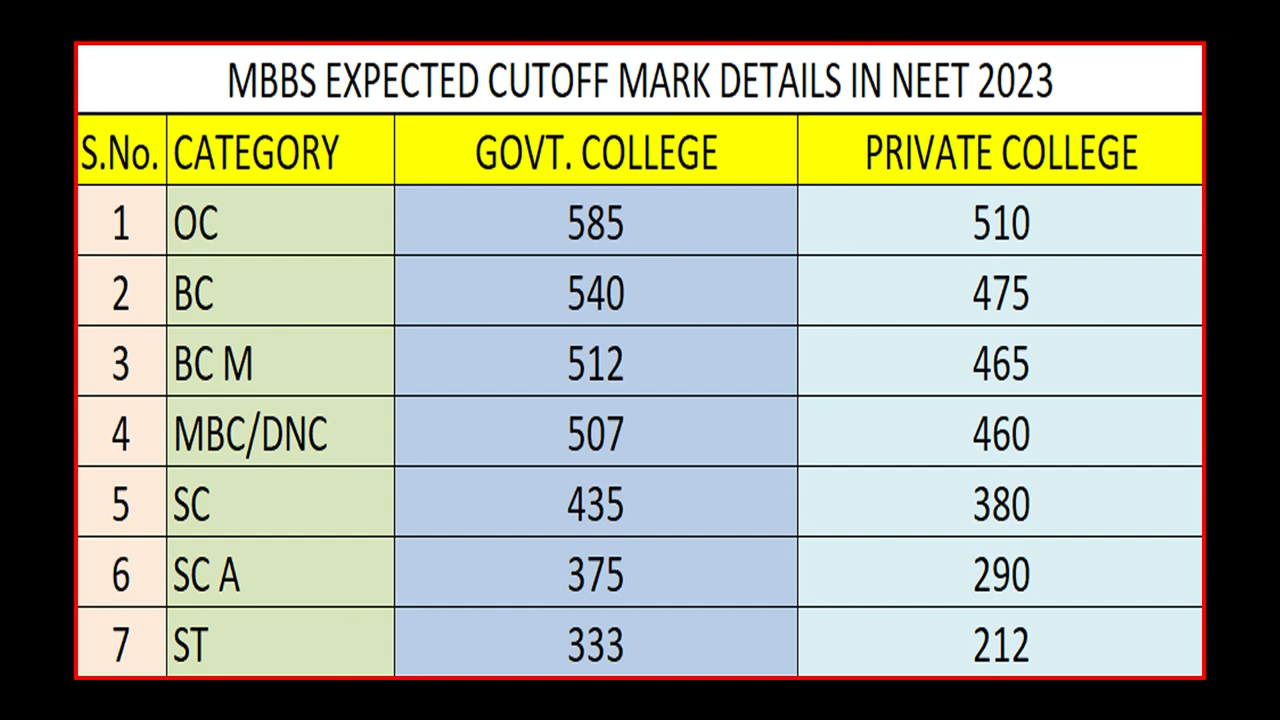 MBBS EXPECTED CUTOFF MARK DETAILS IN NEET 2023
S.No. CATEGORY GOVT. COLLEGE PRIVATE COLLEGE
1 OC 585 510
2 BC 540 475
3 BC M 512 465
4 MBC/DNC 507 460
5 SC 435 380
6 SC A 375 290
7 ST 333 212